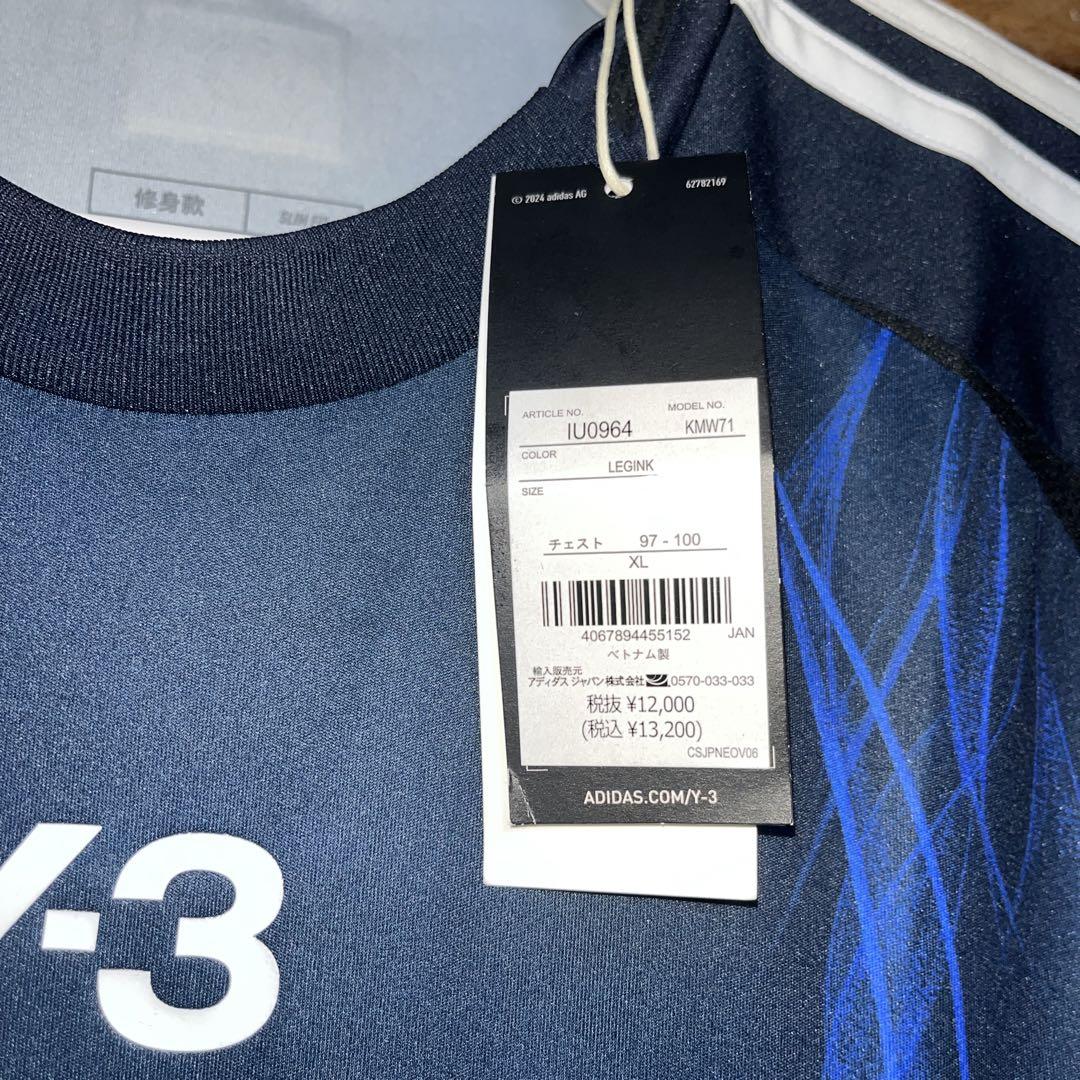 修身款
SLIM FIT
© 2024 adidas AG
62782169
ARTICLE NO. MODEL NO.
IU0964 KMW71
COLOR
LEGINK
SIZE
チェスト 97 - 100
XL
4067894455152 JAN
ベトナム製
輸入販売元
アディダス ジャパン株式会社 0570-033-033
税抜 ¥12,000
(税込 ¥13,200)
CSJPNEOV06
ADIDAS.COM/Y-3
Y-3